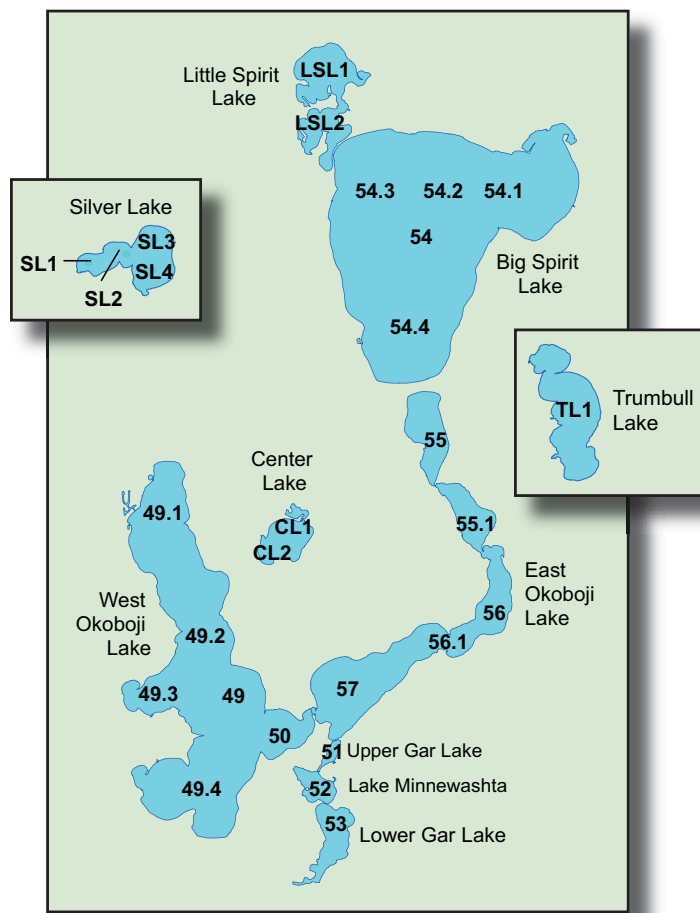 LSL1
Little Spirit
Lake
LSL2
54.3 54.2 54.1
54
Big Spirit
Lake
54.4
Silver Lake
SL3
SL1
SL4
SL2
TL1
Trumbull
Lake
55
Center
Lake
49.1
CL1
CL2
55.1
East
Okoboji
Lake
56
West
Okoboji
Lake
49.2
56.1
49.3
49
57
50
51 Upper Gar Lake
49.4
52 Lake Minnewashta
53
Lower Gar Lake